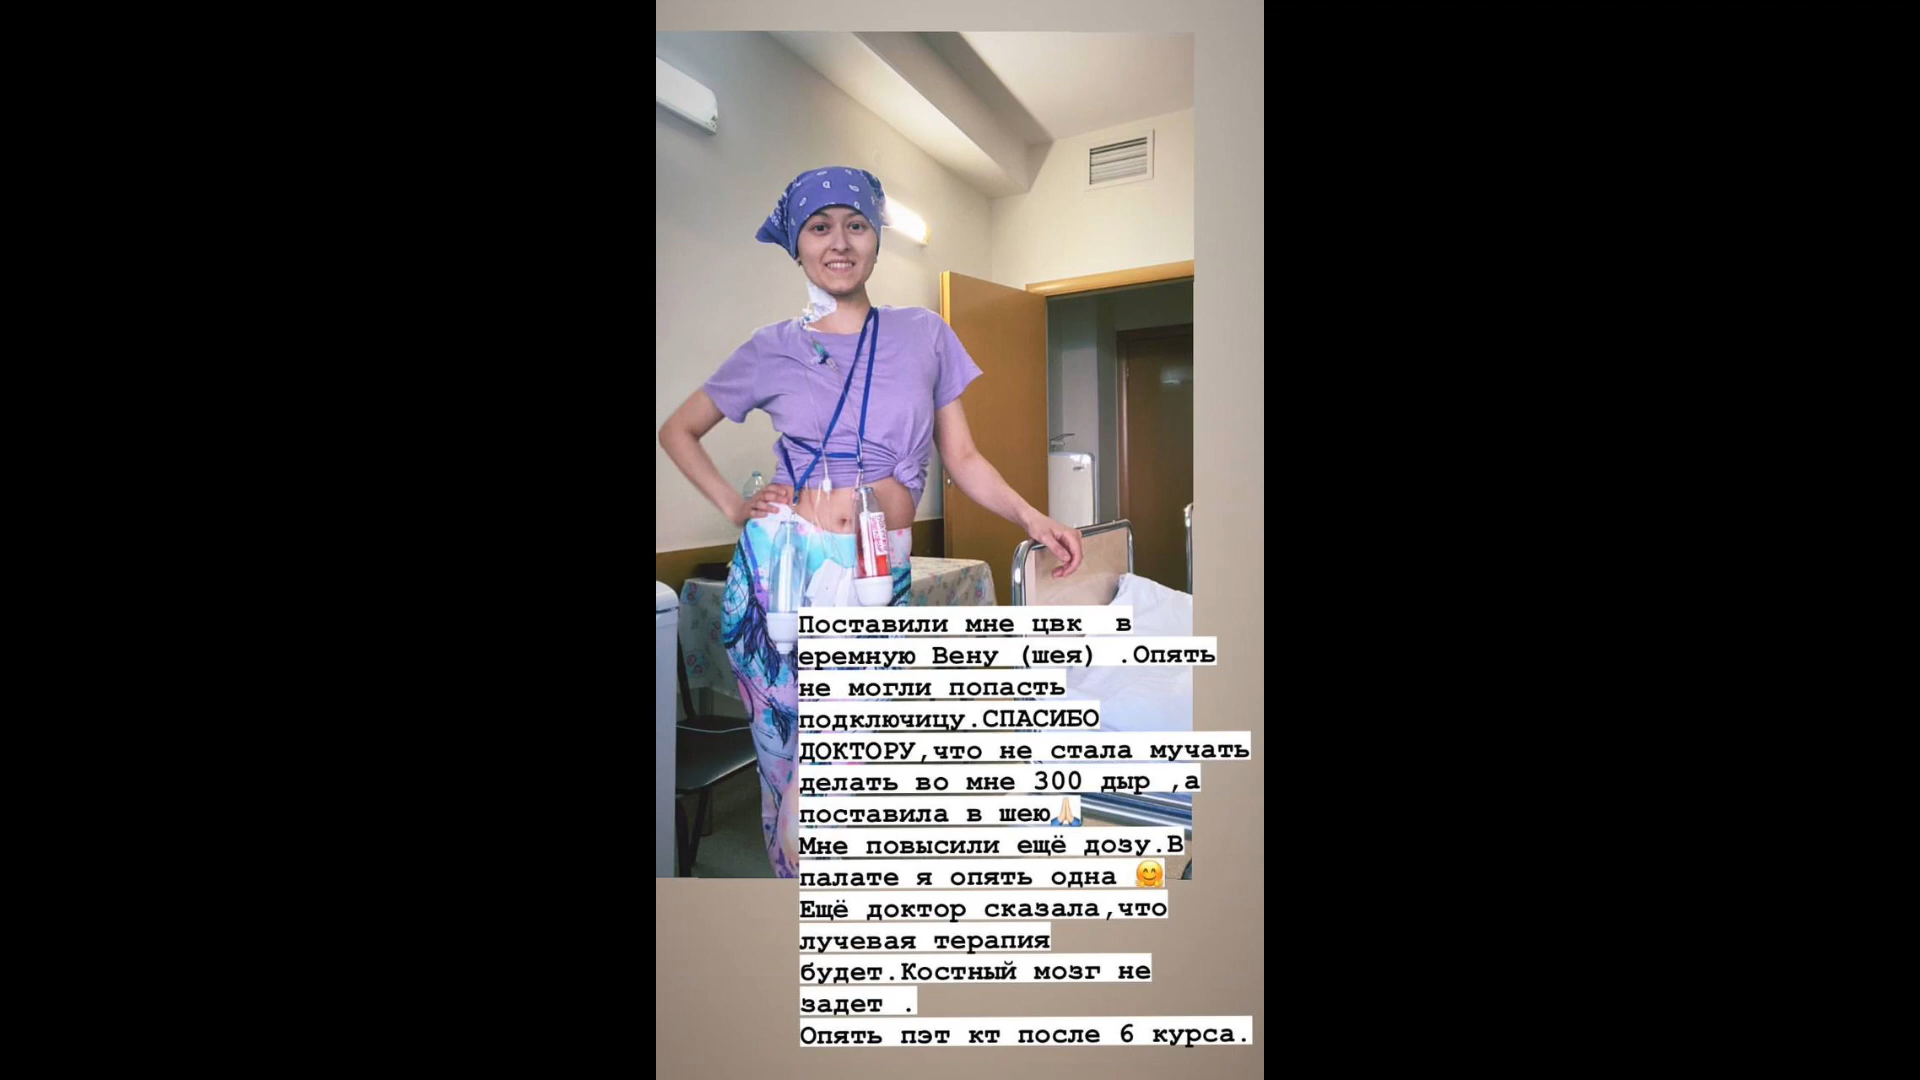 Поставили мне цвк в
еремную Вену (шея) .Опять
не могли попасть
подключицу.СПАСИБО
ДОКТОРУ,что не стала мучать
делать во мне 300 дыр ,а
поставила в шею🙏🏻
Мне повысили ещё дозу.В
палате я опять одна 🤗
Ещё доктор сказала,что
лучевая терапия
будет.Костный мозг не
задет .
Опять пэт кт после 6 курса.